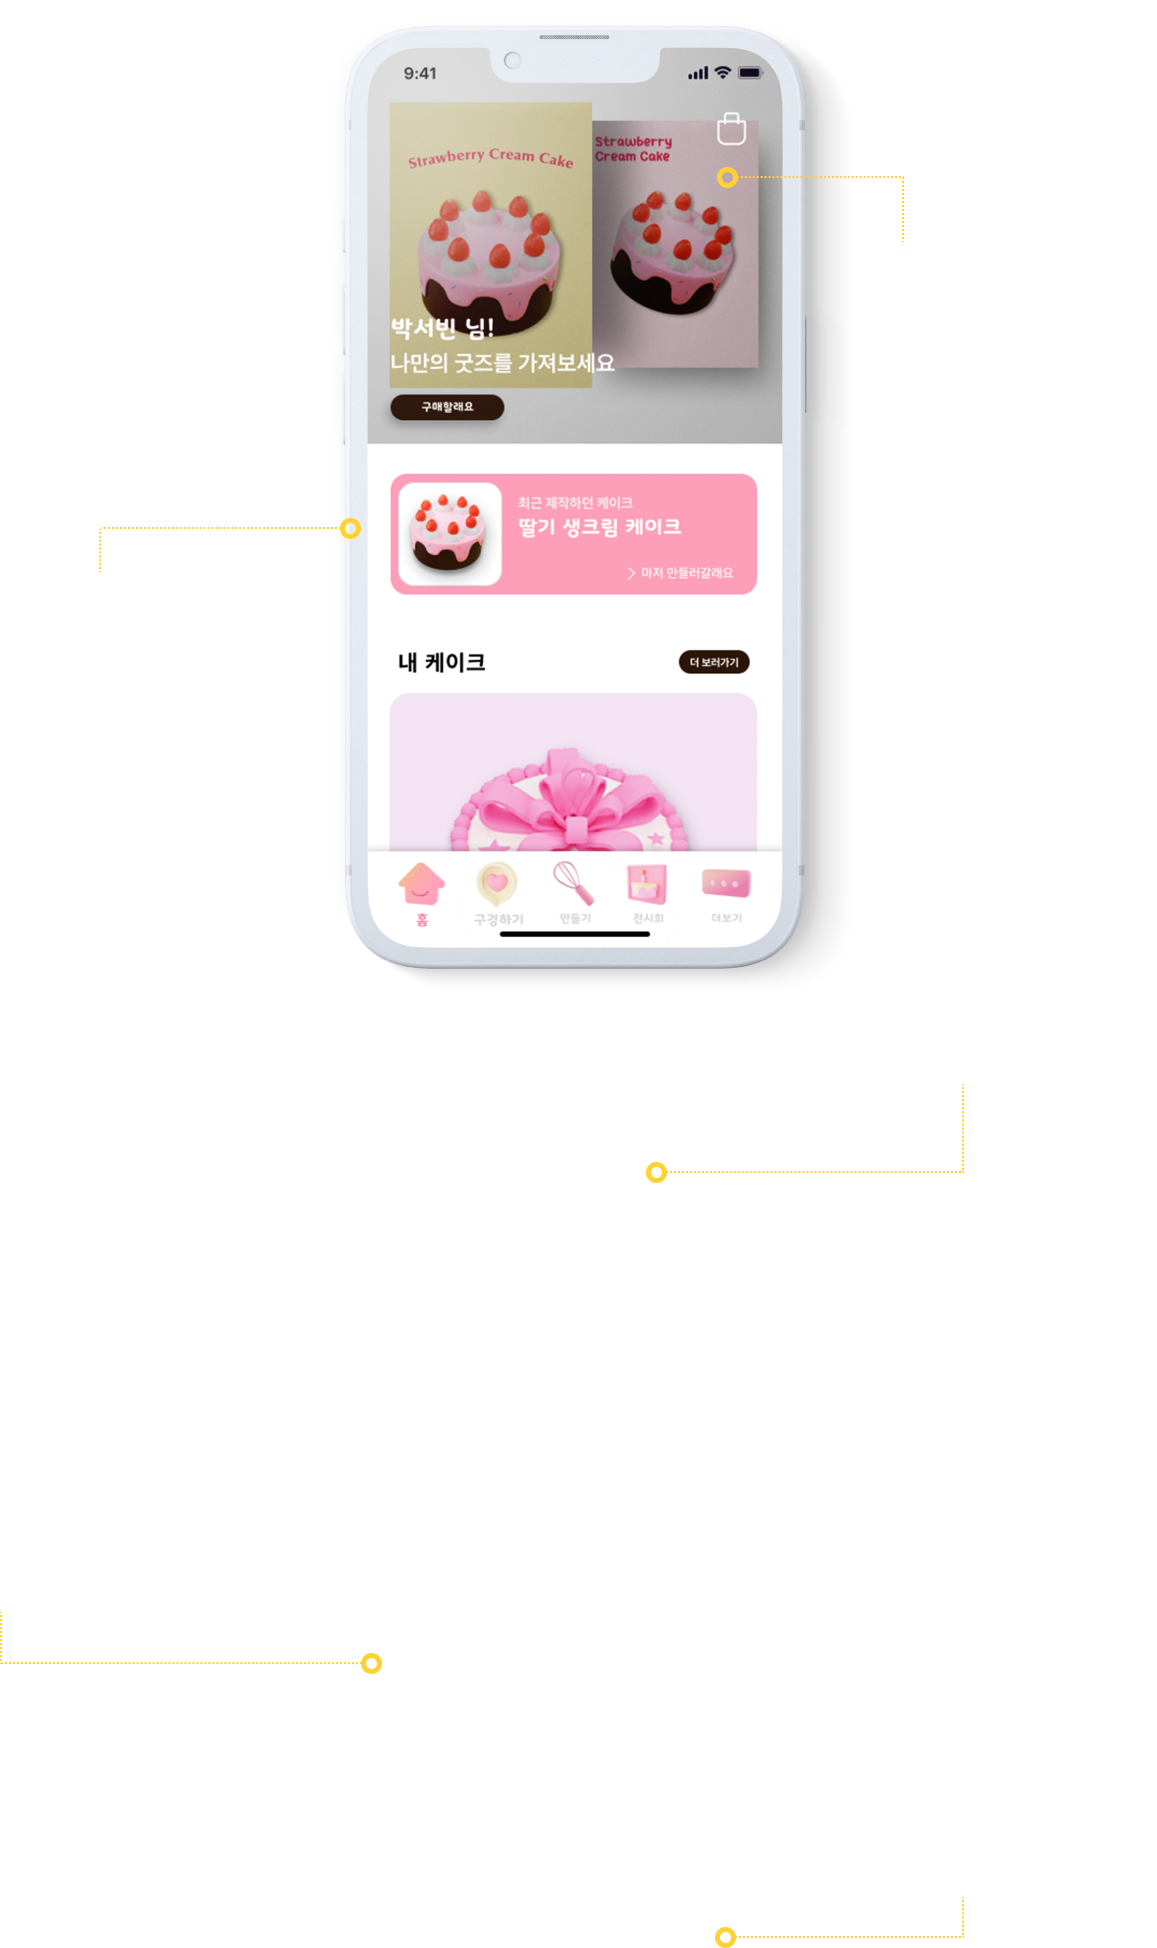 9:41
Strawberry Cream Cake
Strawberry
Cream Cake
박서빈 님!
나만의 굿즈를 가져보세요
구매할래요
최근 제작하던 케이크
딸기 생크림 케이크
마저 만들러갈래요
내 케이크
더 보러가기
홈
구경하기
만들기
전시회
더보기